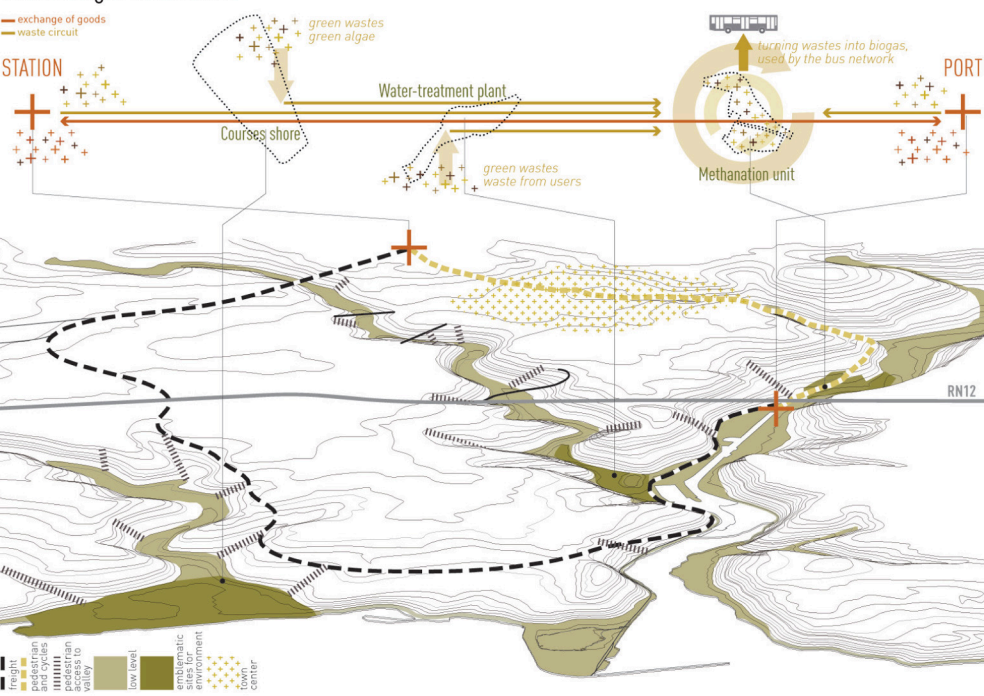 exchange of goods
waste circuit
green wastes
green algae
turning wastes into biogas,
used by the bus network
STATION
PORT
Water-treatment plant
Courses shore
green wastes
waste from users
Methanation unit
RN12
freight
pedestrian
and cycles
pedestrian
access to
valley
low level
emblematic
sites for
environment
town
center